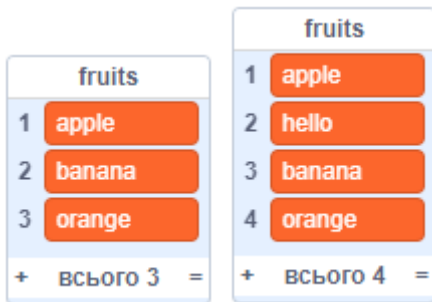 fruits
1 apple
2 banana
3 orange
+ всього 3 =
fruits
1 apple
2 hello
3 banana
4 orange
+ всього 4 =